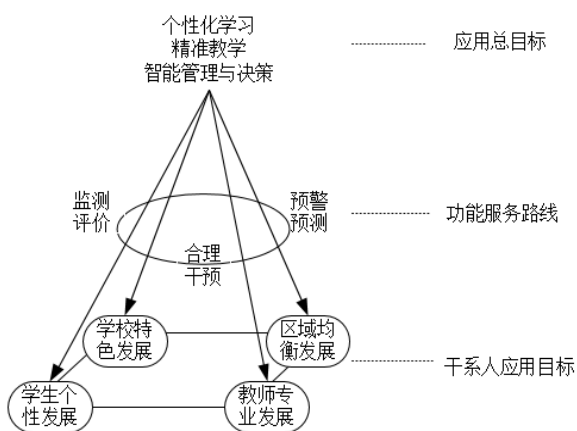 个性化学习
精准教学
智能管理与决策
应用总目标
监测
评价
预警
预测
合理
干预
功能服务路线
学校特
色发展
区域均
衡发展
干系人应用目标
学生个
性发展
教师专
业发展